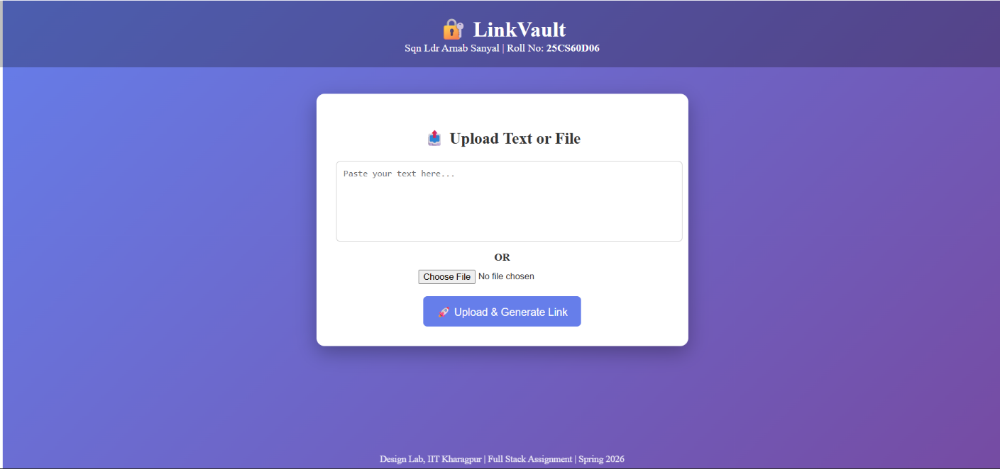 🔐 LinkVault
Sqn Ldr Arnab Sanyal | Roll No: 25CS60D06
📤 Upload Text or File
Paste your text here...
OR
Choose File No file chosen
🚀 Upload & Generate Link
Design Lab, IIT Kharagpur | Full Stack Assignment | Spring 2026